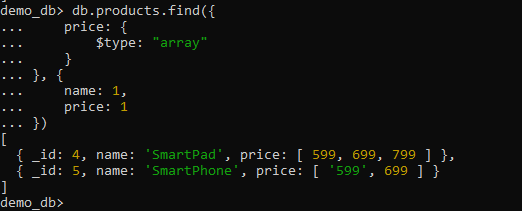 demo_db> db.products.find({
...     price: {
...         $type: "array"
...     }
... }, {
...     name: 1,
...     price: 1
... })
[
  { _id: 4, name: 'SmartPad', price: [ 599, 699, 799 ] },
  { _id: 5, name: 'SmartPhone', price: [ '599', 699 ] }
]
demo_db>